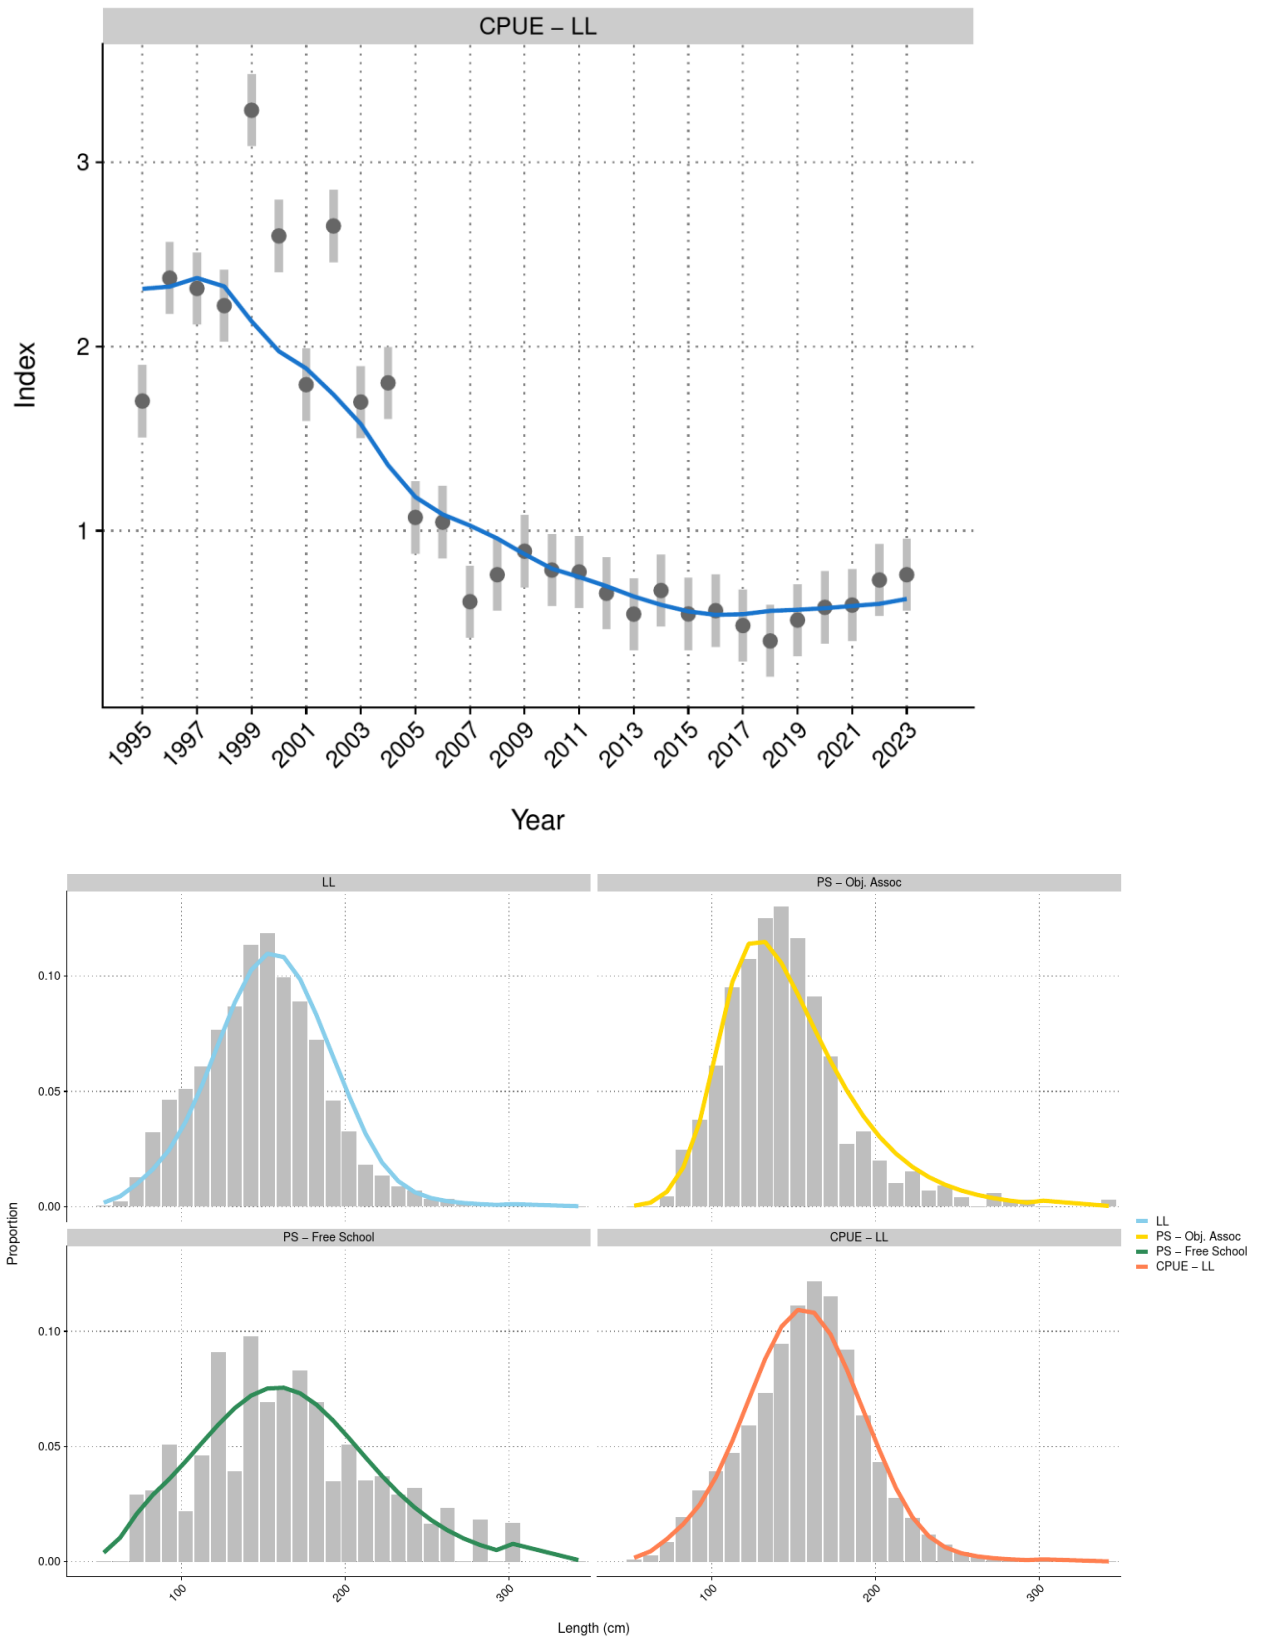 CPUE – LL
3
2
1
Index
1995
1997
1999
2001
2003
2005
2007
2009
2011
2013
2015
2017
2019
2021
2023
Year
LL
PS – Obj. Assoc
0.10
0.05
0.00
PS – Free School
CPUE – LL
0.10
0.05
0.00
Proportion
100
200
300
100
200
300
Length (cm)
LL
PS – Obj. Assoc
PS – Free School
CPUE – LL